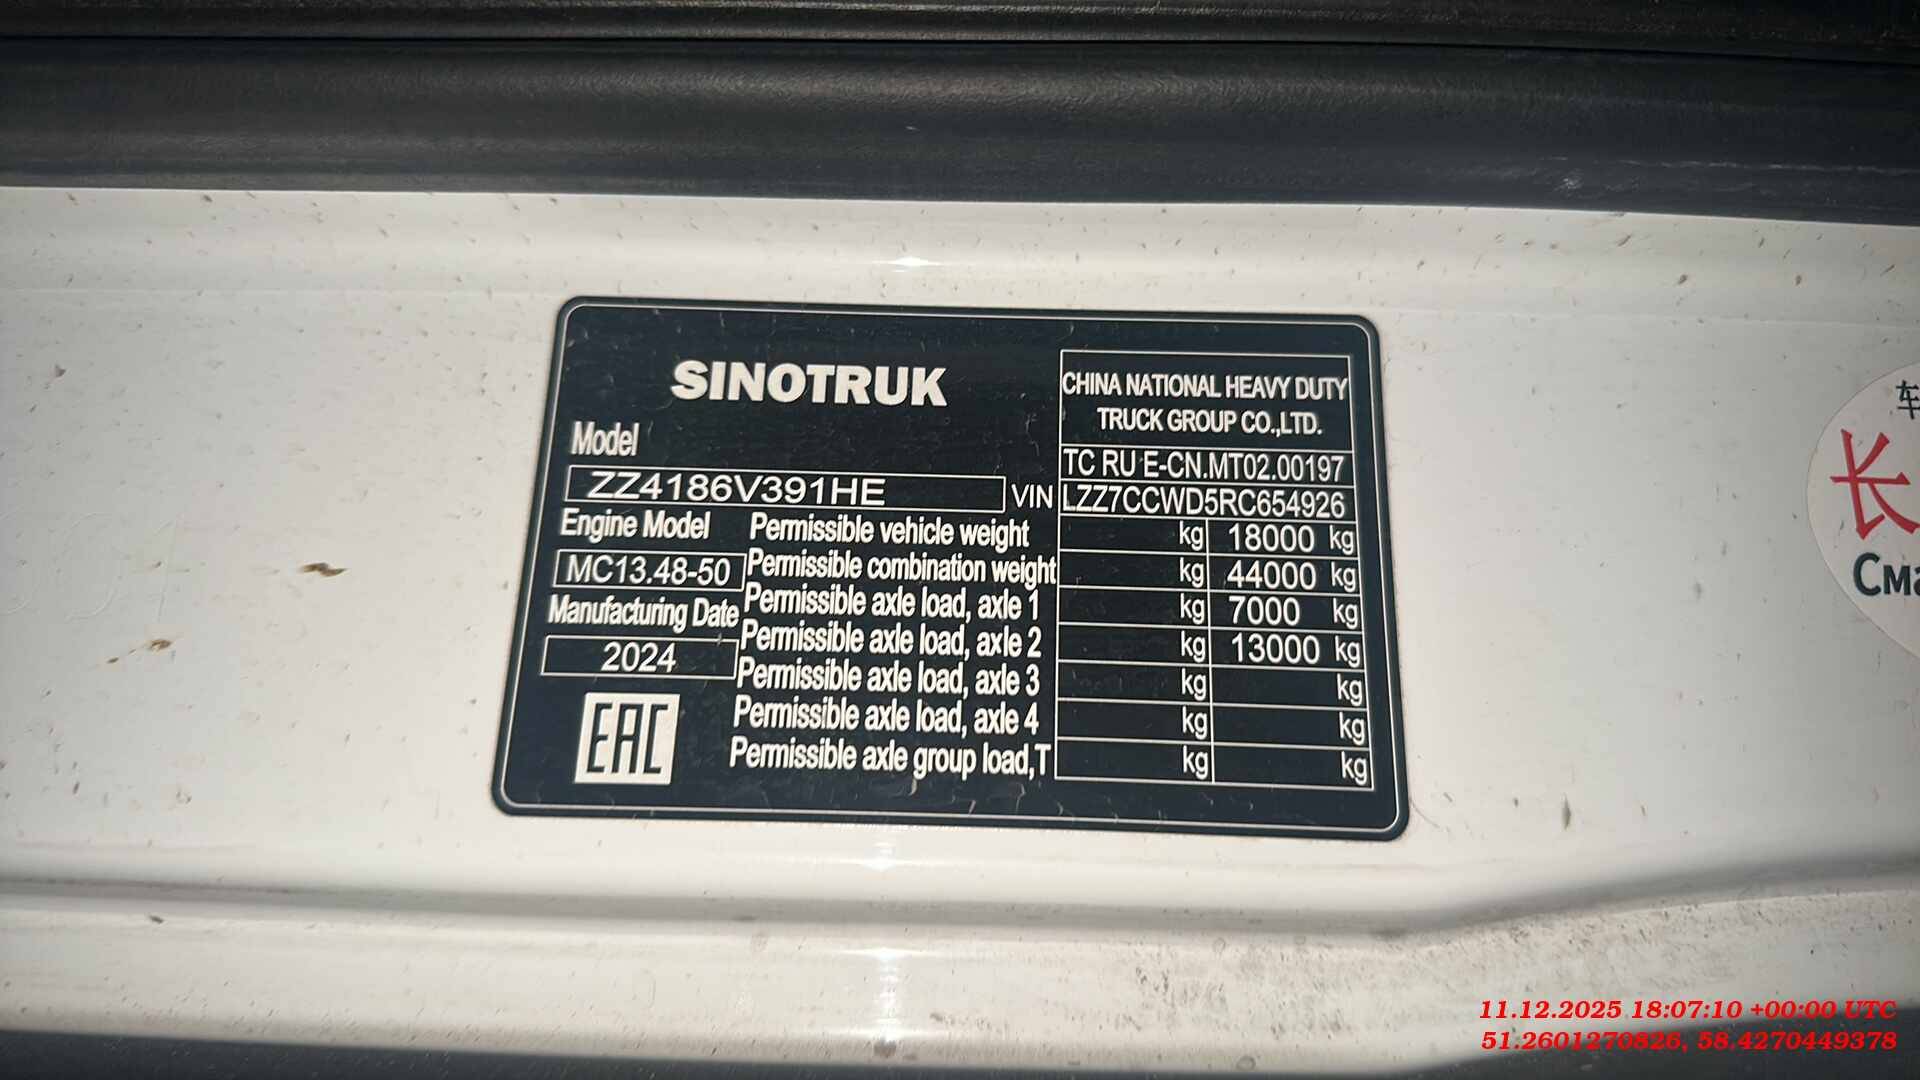 SINOTRUK
CHINA NATIONAL HEAVY DUTY
TRUCK GROUP CO.,LTD.
Model
TC RU E-CN.MT02.00197
ZZ4186V391HE
VIN LZZ7CCWD5RC654926
Engine Model
Permissible vehicle weight kg 18000 kg
MC13.48-50
Permissible combination weight kg 44000 kg
Manufacturing Date
Permissible axle load, axle 1 kg 7000 kg
2024
Permissible axle load, axle 2 kg 13000 kg
Permissible axle load, axle 3 kg kg
Permissible axle load, axle 4 kg kg
Permissible axle group load,T kg kg
EAC
车
长
Сма
11.12.2025 18:07:10 +00:00 UTC
51.2601270826, 58.4270449378